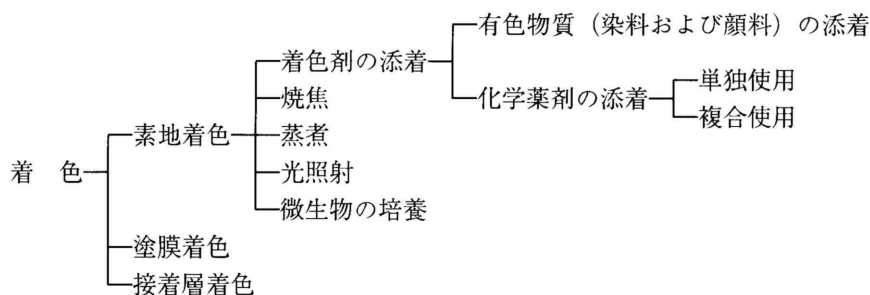 有色物質(染料および顔料)の添着
着色剤の添着
単独使用
焼焦
化学薬剤の添着
複合使用
素地着色
蒸煮
着 色
光照射
微生物の培養
塗膜着色
接着層着色